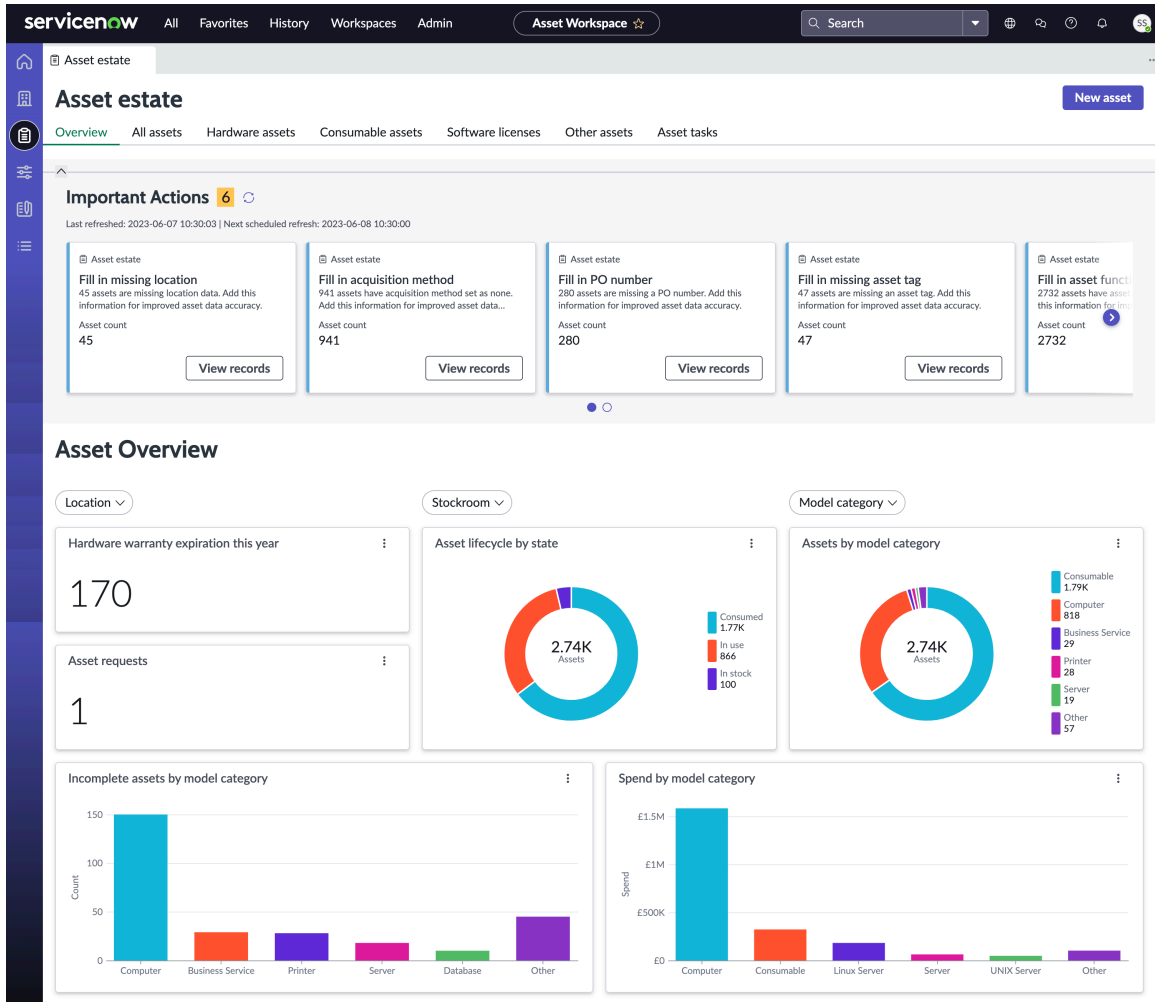 servicenow
All
Favorites
History
Workspaces
Admin
Asset Workspace
Search
SS
Asset estate
Asset estate
New asset
Overview
All assets
Hardware assets
Consumable assets
Software licenses
Other assets
Asset tasks
Important Actions 6
Last refreshed: 2023-06-07 10:30:03 | Next scheduled refresh: 2023-06-08 10:30:00
Asset estate
Fill in missing location
45 assets are missing location data. Add this
information for improved asset data accuracy.
Asset count
45
View records
Asset estate
Fill in acquisition method
941 assets have acquisition method set as none.
Add this information for improved asset data...
Asset count
941
View records
Asset estate
Fill in PO number
280 assets are missing a PO number. Add this
information for improved asset data accuracy.
Asset count
280
View records
Asset estate
Fill in missing asset tag
47 assets are missing an asset tag. Add this
information for improved asset data accuracy.
Asset count
47
View records
Asset estate
Fill in asset functi
2732 assets have asset
this information for imp
Asset count
2732
Asset Overview
Location
Stockroom
Model category
Hardware warranty expiration this year
170
Asset requests
1
Asset lifecycle by state
2.74K
Assets
Consumed
1.77K
In use
866
In stock
100
Assets by model category
2.74K
Assets
Consumable
1.79K
Computer
818
Business Service
29
Printer
28
Server
19
Other
57
Incomplete assets by model category
150
100
50
0
Count
Computer
Business Service
Printer
Server
Database
Other
Spend by model category
£1.5M
£1M
£500K
£0
Spend
Computer
Consumable
Linux Server
Server
UNIX Server
Other